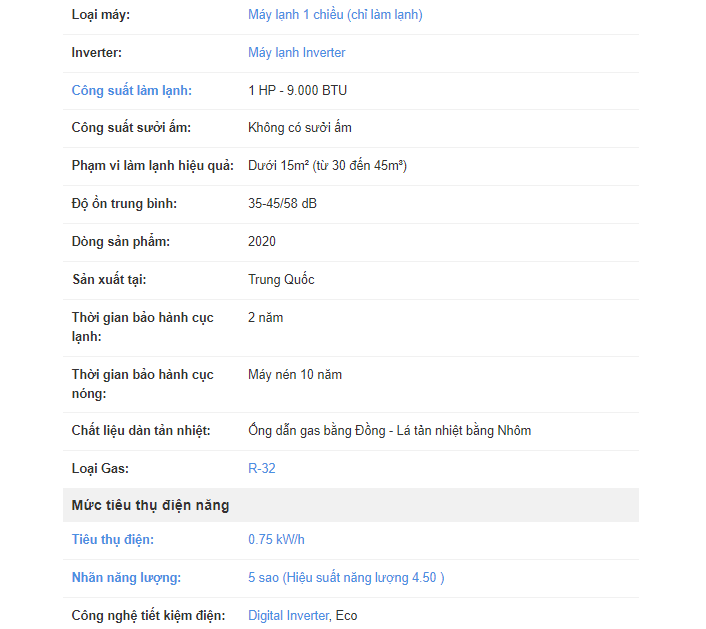 Loại máy: Máy lạnh 1 chiều (chỉ làm lạnh)
Inverter: Máy lạnh Inverter
Công suất làm lạnh: 1 HP - 9.000 BTU
Công suất sưởi ấm: Không có sưởi ấm
Phạm vi làm lạnh hiệu quả: Dưới 15m² (từ 30 đến 45m³)
Độ ồn trung bình: 35-45/58 dB
Dòng sản phẩm: 2020
Sản xuất tại: Trung Quốc
Thời gian bảo hành cục 2 năm
lạnh:
Thời gian bảo hành cục Máy nén 10 năm
nóng:
Chất liệu dàn tản nhiệt: Ống dẫn gas bằng Đồng - Lá tản nhiệt bằng Nhôm
Loại Gas: R-32
Mức tiêu thụ điện năng
Tiêu thụ điện: 0.75 kW/h
Nhãn năng lượng: 5 sao (Hiệu suất năng lượng 4.50 )
Công nghệ tiết kiệm điện: Digital Inverter, Eco